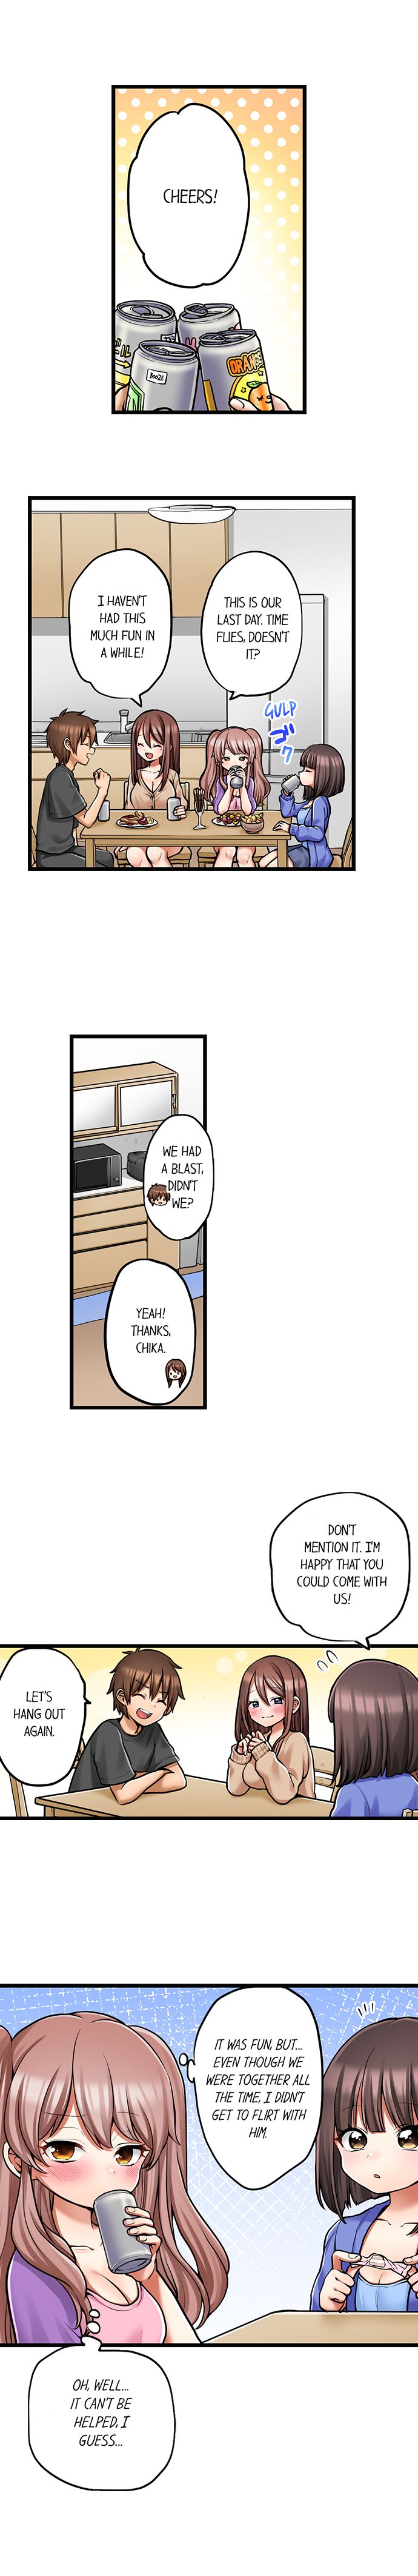 CHEERS!
BOOZE
ORAN
I HAVEN'T
HAD THIS
MUCH FUN IN
A WHILE!
THIS IS OUR
LAST DAY. TIME
FLIES, DOESN'T
IT?
GULP
ゴク
WE HAD
A BLAST,
DIDN'T
WE?
YEAH!
THANKS,
CHIKA.
DON'T
MENTION IT. I'M
HAPPY THAT YOU
COULD COME WITH
US!
LET'S
HANG OUT
AGAIN.
IT WAS FUN, BUT...
EVEN THOUGH WE
WERE TOGETHER ALL
THE TIME, I DIDN'T
GET TO FLIRT WITH
HIM.
OH, WELL...
IT CAN'T BE
HELPED, I
GUESS...